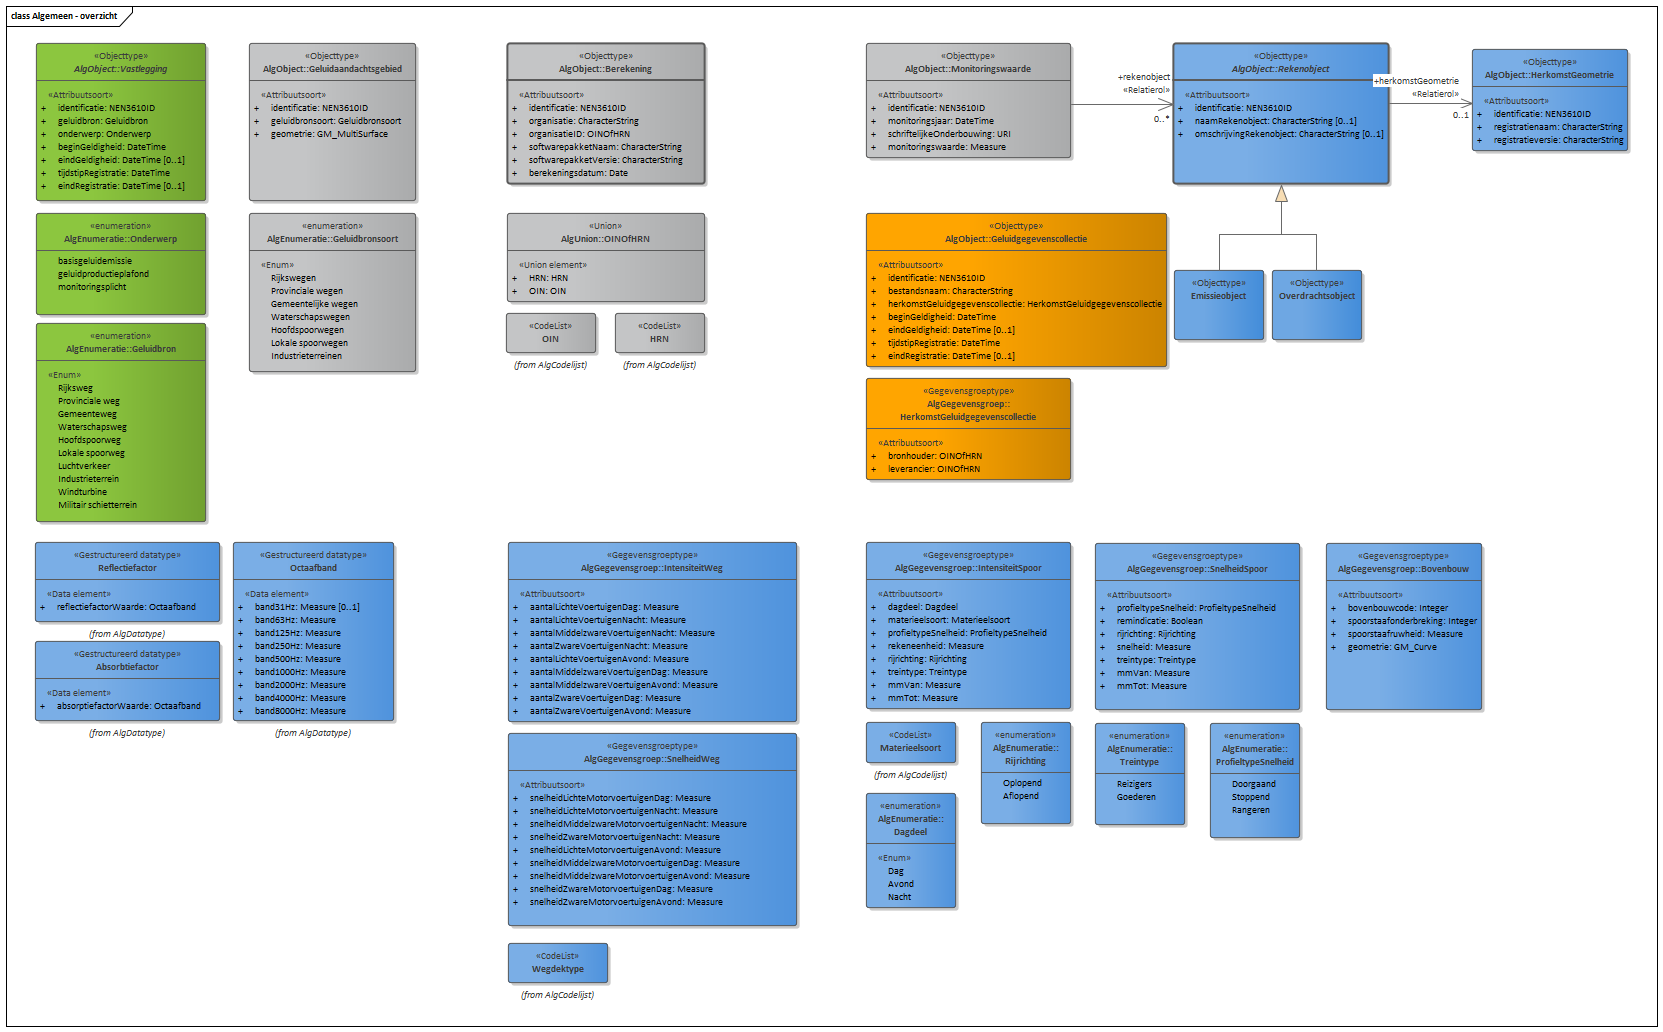 class Algemeen - overzicht
«Objecttype»
AlgObject::Vastlegging
«Attribuutsoort»
+ identificatie: NEN3610ID
+ geluidbron: Geluidbron
+ onderwerp: Onderwerp
+ beginGeldigheid: DateTime
+ eindGeldigheid: DateTime [0..1]
+ tijdstipRegistratie: DateTime
+ eindRegistratie: DateTime [0..1]
«Objecttype»
AlgObject::Geluidaandachtsgebied
«Attribuutsoort»
+ identificatie: NEN3610ID
+ geluidbronsoort: Geluidbronsoort
+ geometrie: GM_MultiSurface
«Objecttype»
AlgObject::Berekening
«Attribuutsoort»
+ identificatie: NEN3610ID
+ organisatie: CharacterString
+ organisatieID: OINOfHRN
+ softwarepakketNaam: CharacterString
+ softwarepakketVersie: CharacterString
+ berekeningsdatum: Date
«Objecttype»
AlgObject::Monitoringswaarde
«Attribuutsoort»
+ identificatie: NEN3610ID
+ monitoringsjaar: DateTime
+ schriftelijkeOnderbouwing: URI
+ monitoringswaarde: Measure
+rekenobject
«Relatierol»
0..*
«Objecttype»
AlgObject::Rekenobject
«Attribuutsoort»
+ identificatie: NEN3610ID
+ naamRekenobject: CharacterString [0..1]
+ omschrijvingRekenobject: CharacterString [0..1]
+herkomstGeometrie
«Relatierol»
0..1
«Objecttype»
AlgObject::HerkomstGeometrie
«Attribuutsoort»
+ identificatie: NEN3610ID
+ registratienaam: CharacterString
+ registratieversie: CharacterString
«enumeration»
AlgEnumeratie::Onderwerp
basisgeluidemissie
geluidproductieplafond
monitoringsplicht
«enumeration»
AlgEnumeratie::Geluidbronsoort
«Enum»
Rijkswegen
Provinciale wegen
Gemeentelijke wegen
Waterschapswegen
Hoofdspoorwegen
Lokale spoorwegen
Industrieterreinen
«Union»
AlgUnion::OINOfHRN
«Union element»
+ HRN: HRN
+ OIN: OIN
«CodeList»
OIN
(from AlgCodelijst)
«CodeList»
HRN
(from AlgCodelijst)
«Objecttype»
AlgObject::Geluidgegevenscollectie
«Attribuutsoort»
+ identificatie: NEN3610ID
+ bestandsnaam: CharacterString
+ herkomstGeluidgegevenscollectie: HerkomstGeluidgegevenscollectie
+ beginGeldigheid: DateTime
+ eindGeldigheid: DateTime [0..1]
+ tijdstipRegistratie: DateTime
+ eindRegistratie: DateTime [0..1]
«Objecttype»
Emissieobject
«Objecttype»
Overdrachtsobject
«enumeration»
AlgEnumeratie::Geluidbron
«Enum»
Rijksweg
Provinciale weg
Gemeenteweg
Waterschapsweg
Hoofdspoorweg
Lokale spoorweg
Luchtverkeer
Industrieterrein
Windturbine
Militair schietterrein
«Gegevensgroeptype»
AlgGegevensgroep::
HerkomstGeluidgegevenscollectie
«Attribuutsoort»
+ bronhouder: OINOfHRN
+ leverancier: OINOfHRN
«Gestructureerd datatype»
Reflectiefactor
«Data element»
+ reflectiefactorWaarde: Octaafband
(from AlgDatatype)
«Gestructureerd datatype»
Absorbtiefactor
«Data element»
+ absorptiefactorWaarde: Octaafband
(from AlgDatatype)
«Gestructureerd datatype»
Octaafband
«Data element»
+ band31Hz: Measure [0..1]
+ band63Hz: Measure
+ band125Hz: Measure
+ band250Hz: Measure
+ band500Hz: Measure
+ band1000Hz: Measure
+ band2000Hz: Measure
+ band4000Hz: Measure
+ band8000Hz: Measure
(from AlgDatatype)
«Gegevensgroeptype»
AlgGegevensgroep::IntensiteitWeg
«Attribuutsoort»
+ aantalLichteVoertuigenDag: Measure
+ aantalLichteVoertuigenNacht: Measure
+ aantalMiddelzwareVoertuigenNacht: Measure
+ aantalZwareVoertuigenNacht: Measure
+ aantalLichteVoertuigenAvond: Measure
+ aantalMiddelzwareVoertuigenDag: Measure
+ aantalMiddelzwareVoertuigenAvond: Measure
+ aantalZwareVoertuigenDag: Measure
+ aantalZwareVoertuigenAvond: Measure
«Gegevensgroeptype»
AlgGegevensgroep::SnelheidWeg
«Attribuutsoort»
+ snelheidLichteMotorvoertuigenDag: Measure
+ snelheidLichteMotorvoertuigenNacht: Measure
+ snelheidMiddelzwareMotorvoertuigenNacht: Measure
+ snelheidZwareMotorvoertuigenNacht: Measure
+ snelheidLichteMotorvoertuigenAvond: Measure
+ snelheidMiddelzwareMotorvoertuigenDag: Measure
+ snelheidMiddelzwareMotorvoertuigenAvond: Measure
+ snelheidZwareMotorvoertuigenDag: Measure
+ snelheidZwareMotorvoertuigenAvond: Measure
«CodeList»
Wegdektype
(from AlgCodelijst)
«Gegevensgroeptype»
AlgGegevensgroep::IntensiteitSpoor
«Attribuutsoort»
+ dagdeel: Dagdeel
+ materieelsoort: Materieelsoort
+ profieltypeSnelheid: ProfieltypeSnelheid
+ rekeneenheid: Measure
+ rijrichting: Rijrichting
+ treintype: Treintype
+ mmVan: Measure
+ mmTot: Measure
«Gegevensgroeptype»
AlgGegevensgroep::SnelheidSpoor
«Attribuutsoort»
+ profieltypeSnelheid: ProfieltypeSnelheid
+ remindicatie: Boolean
+ rijrichting: Rijrichting
+ snelheid: Measure
+ treintype: Treintype
+ mmVan: Measure
+ mmTot: Measure
«Gegevensgroeptype»
AlgGegevensgroep::Bovenbouw
«Attribuutsoort»
+ bovenbouwcode: Integer
+ spoorstaafonderbreking: Integer
+ spoorstaafruwheid: Measure
+ geometrie: GM_Curve
«CodeList»
Materieelsoort
(from AlgCodelijst)
«enumeration»
AlgEnumeratie::
Rijrichting
Oplopend
Aflopend
«enumeration»
AlgEnumeratie::
Treintype
Reizigers
Goederen
«enumeration»
AlgEnumeratie::
ProfieltypeSnelheid
Doorgaand
Stoppend
Rangeren
«enumeration»
AlgEnumeratie::
Dagdeel
«Enum»
Dag
Avond
Nacht